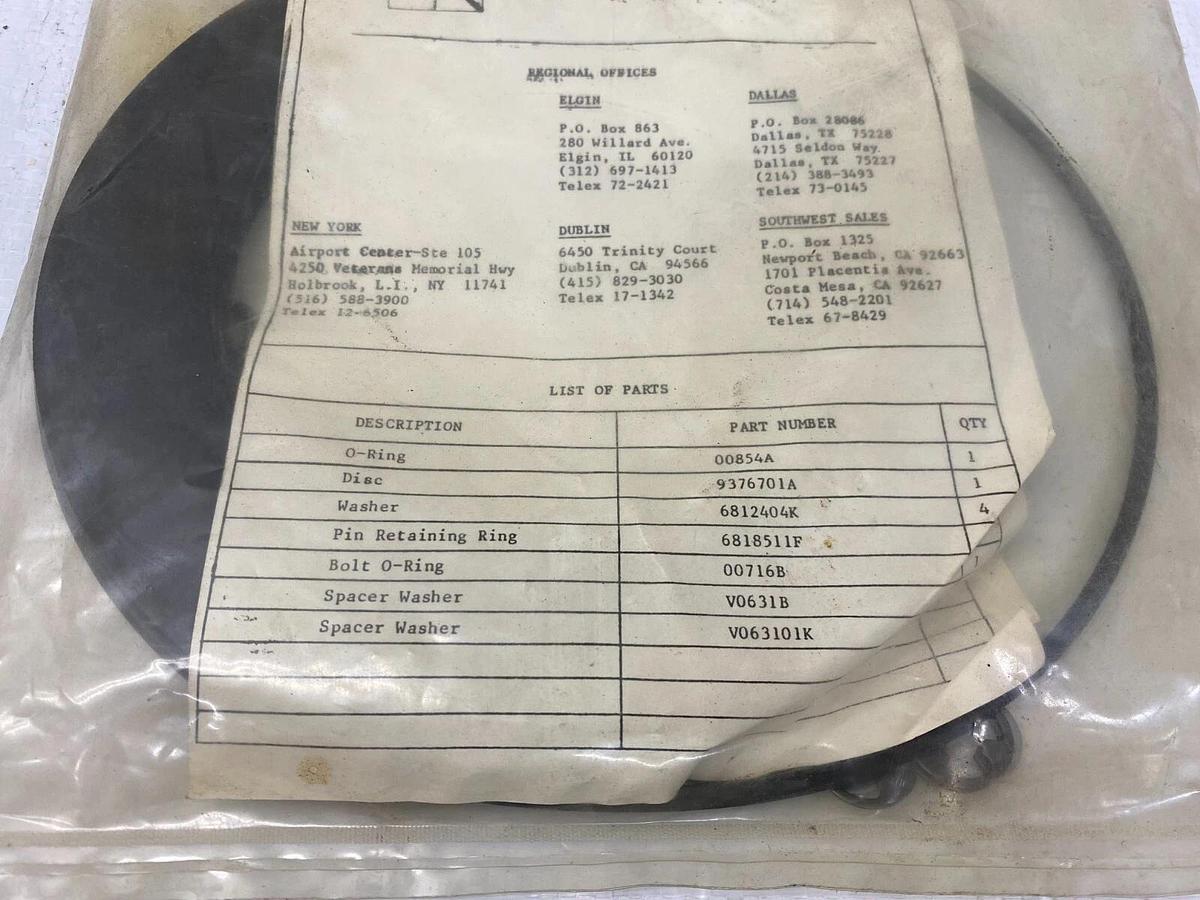 REGIONAL OFFICES
ELGIN
P.O. Box 863
280 Willard Ave.
Elgin, IL 60120
(312) 697-1413
Telex 72-2421
DALLAS
P.O. Box 28086
Dallas, TX 75228
4715 Seldon Way.
Dallas, TX 75227
(214) 388-3493
Telex 73-0145
NEW YORK
Airport Center-Ste 105
4250 Veterans Memorial Hwy
Holbrook, L.I., NY 11741
(516) 588-3900
Telex 12-6506
DUBLIN
6450 Trinity Court
Dublin, CA 94566
(415) 829-3030
Telex 17-1342
SOUTHWEST SALES
P.O. Box 1325
Newport Beach, CA 92663
1701 Placentia Ave.
Costa Mesa, CA 92627
(714) 548-2201
Telex 67-8429
LIST OF PARTS
DESCRIPTION PART NUMBER QTY
O-Ring 00854A 1
Disc 9376701A 1
Washer 6812404K 4
Pin Retaining Ring 6818511F
Bolt O-Ring 00716B 1
Spacer Washer V0631B
Spacer Washer V063101K